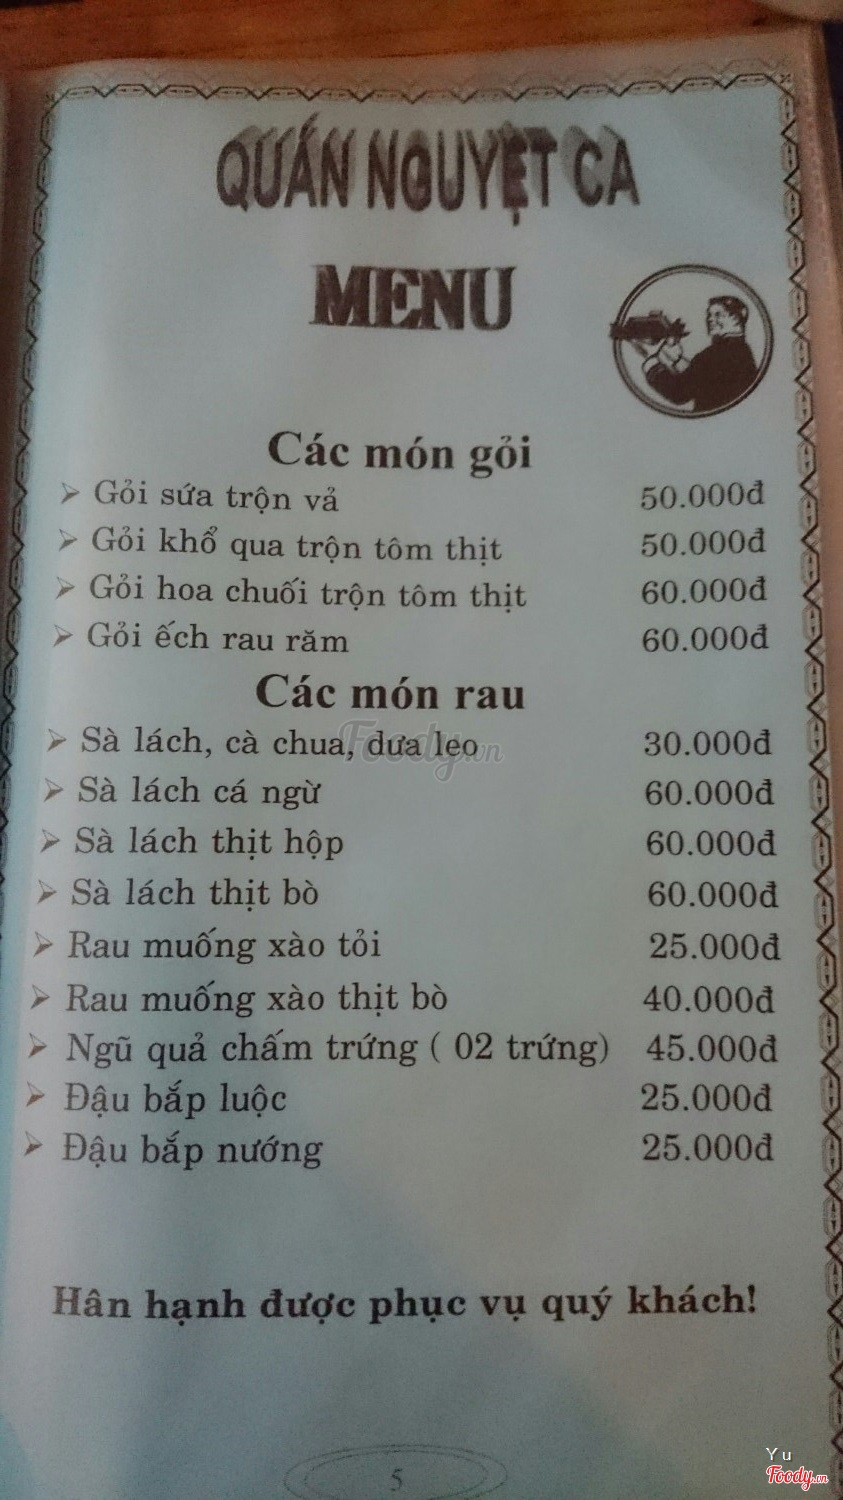 QUÁN NGUYỆT CA
MENU
Các món gỏi
Gỏi sứa trộn vả 50.000đ
Gỏi khổ qua trộn tôm thịt 50.000đ
Gỏi hoa chuối trộn tôm thịt 60.000đ
Gỏi ếch rau răm 60.000đ
Các món rau
Sà lách, cà chua, dưa leo 30.000đ
Foody.vn
Sà lách cá ngừ 60.000đ
Sà lách thịt hộp 60.000đ
Sà lách thịt bò 60.000đ
Rau muống xào tỏi 25.000đ
Rau muống xào thịt bò 40.000đ
Ngũ quả chấm trứng ( 02 trứng) 45.000đ
Đậu bắp luộc 25.000đ
Đậu bắp nướng 25.000đ
Hân hạnh được phục vụ quý khách!
5
Yu
Foody.vn